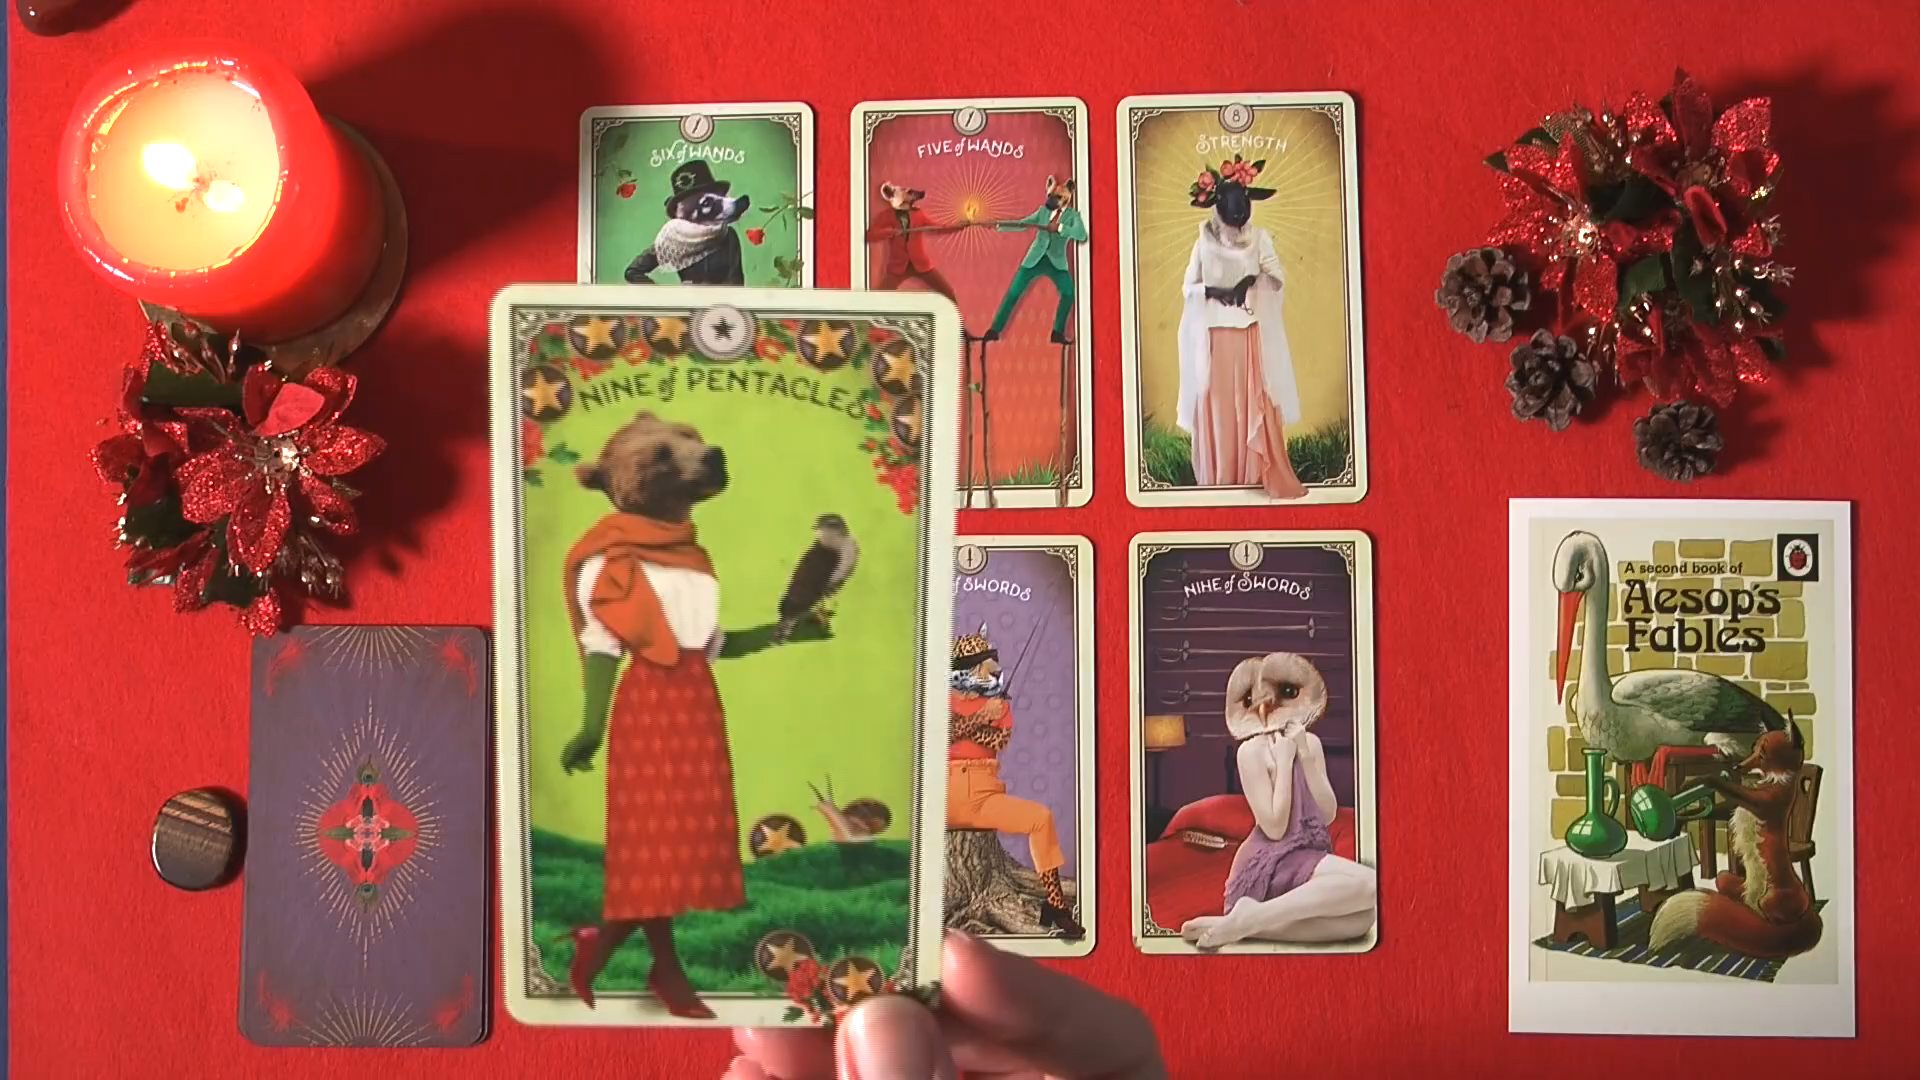 SIX of WANDS
FIVE of WANDS
8
STRENGTH
NINE of PENTACLES
of SWORDS
NINE of SWORDS
A second book of
Aesop's
Fables